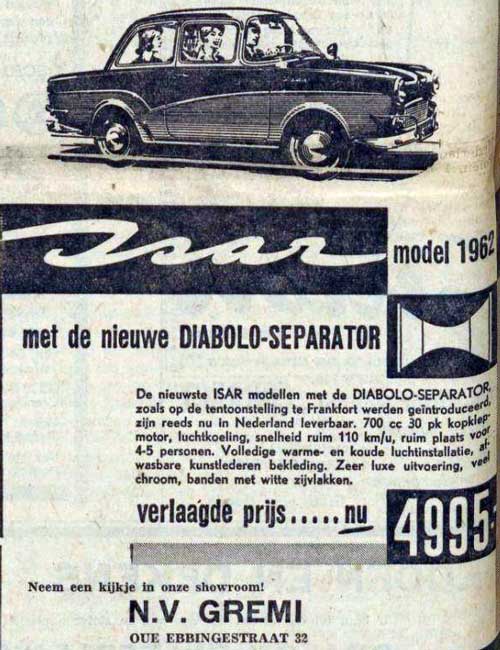 Isar model 1962
met de nieuwe DIABOLO-SEPARATOR
De nieuwste ISAR modellen met de DIABOLO-SEPARATOR,
zoals op de tentoonstelling te Frankfort werden geïntroduceerd,
zijn reeds nu in Nederland leverbaar. 700 cc 30 pk kopklep-
motor, luchtkoeling, snelheid ruim 110 km/u, ruim plaats voor
4-5 personen. Volledige warme- en koude luchtinstallatie, af-
wasbare kunstlederen bekleding. Zeer luxe uitvoering, veel
chroom, banden met witte zijvlakken.
verlaagde prijs..... nu 4995,-
Neem een kijkje in onze showroom!
N.V. GREMI
OUE EBBINGESTRAAT 32